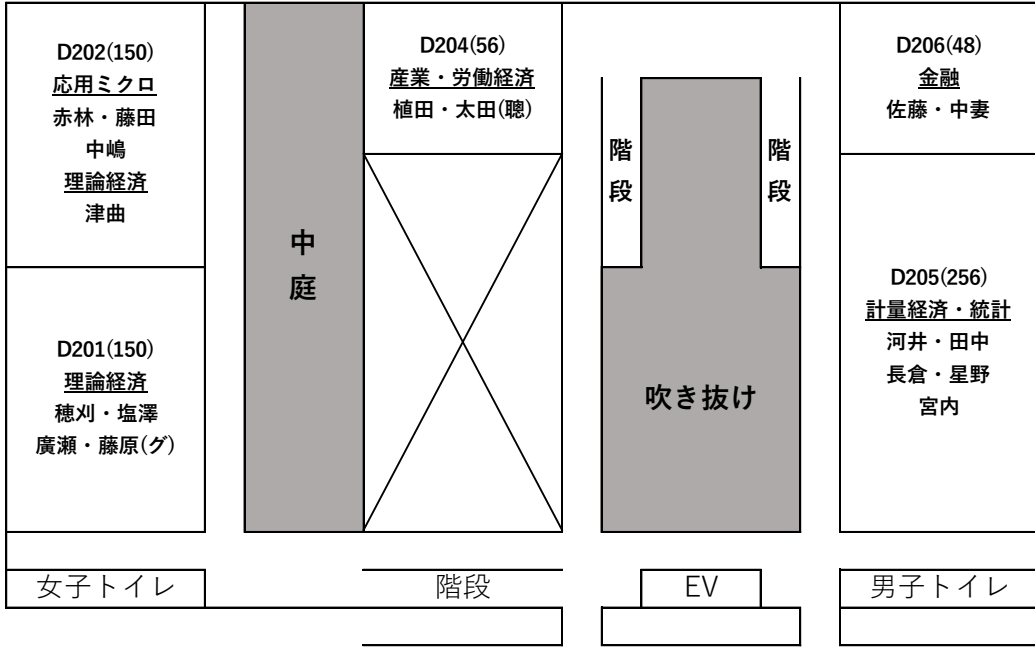 D202(150)
応用ミクロ
赤林・藤田
中嶋
理論経済
津曲
D201(150)
理論経済
穂刈・塩澤
廣瀬・藤原(グ)
中庭
D204(56)
産業・労働経済
植田・太田(聰)
階段
階段
吹き抜け
D206(48)
金融
佐藤・中妻
D205(256)
計量経済・統計
河井・田中
長倉・星野
宮内
女子トイレ
階段
EV
男子トイレ